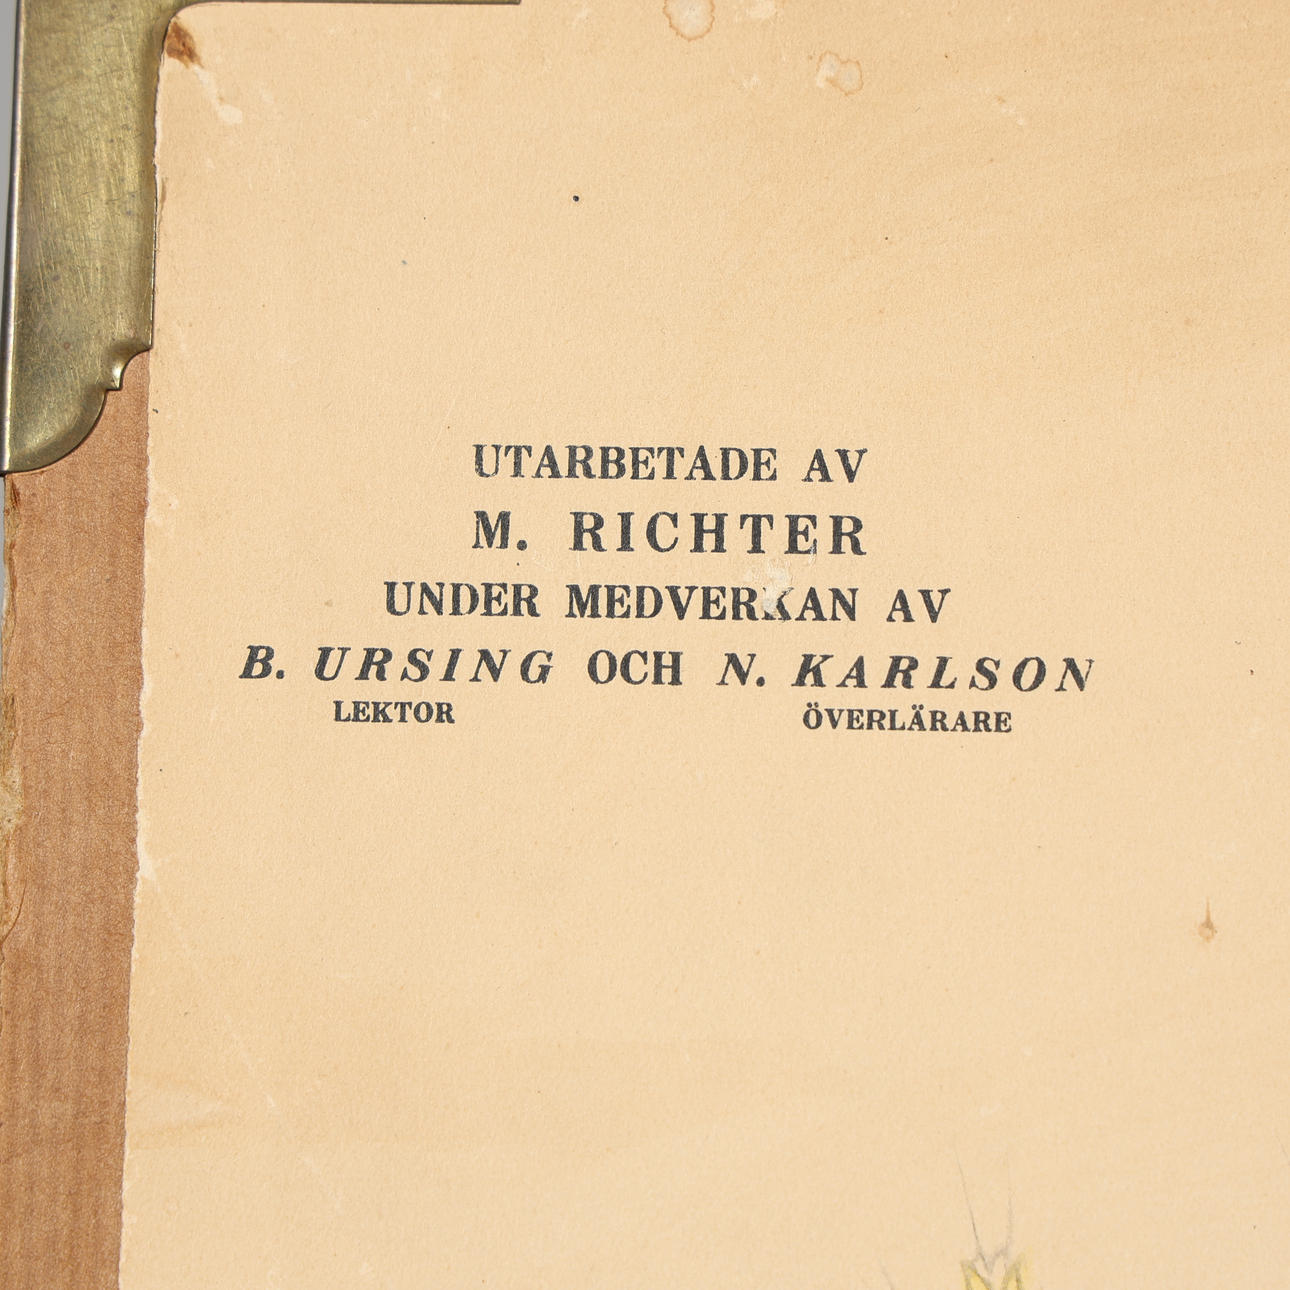 UTARBETADE AV
M. RICHTER
UNDER MEDVERKAN AV
B. URSING OCH N. KARLSON
LEKTOR ÖVERLÄRARE